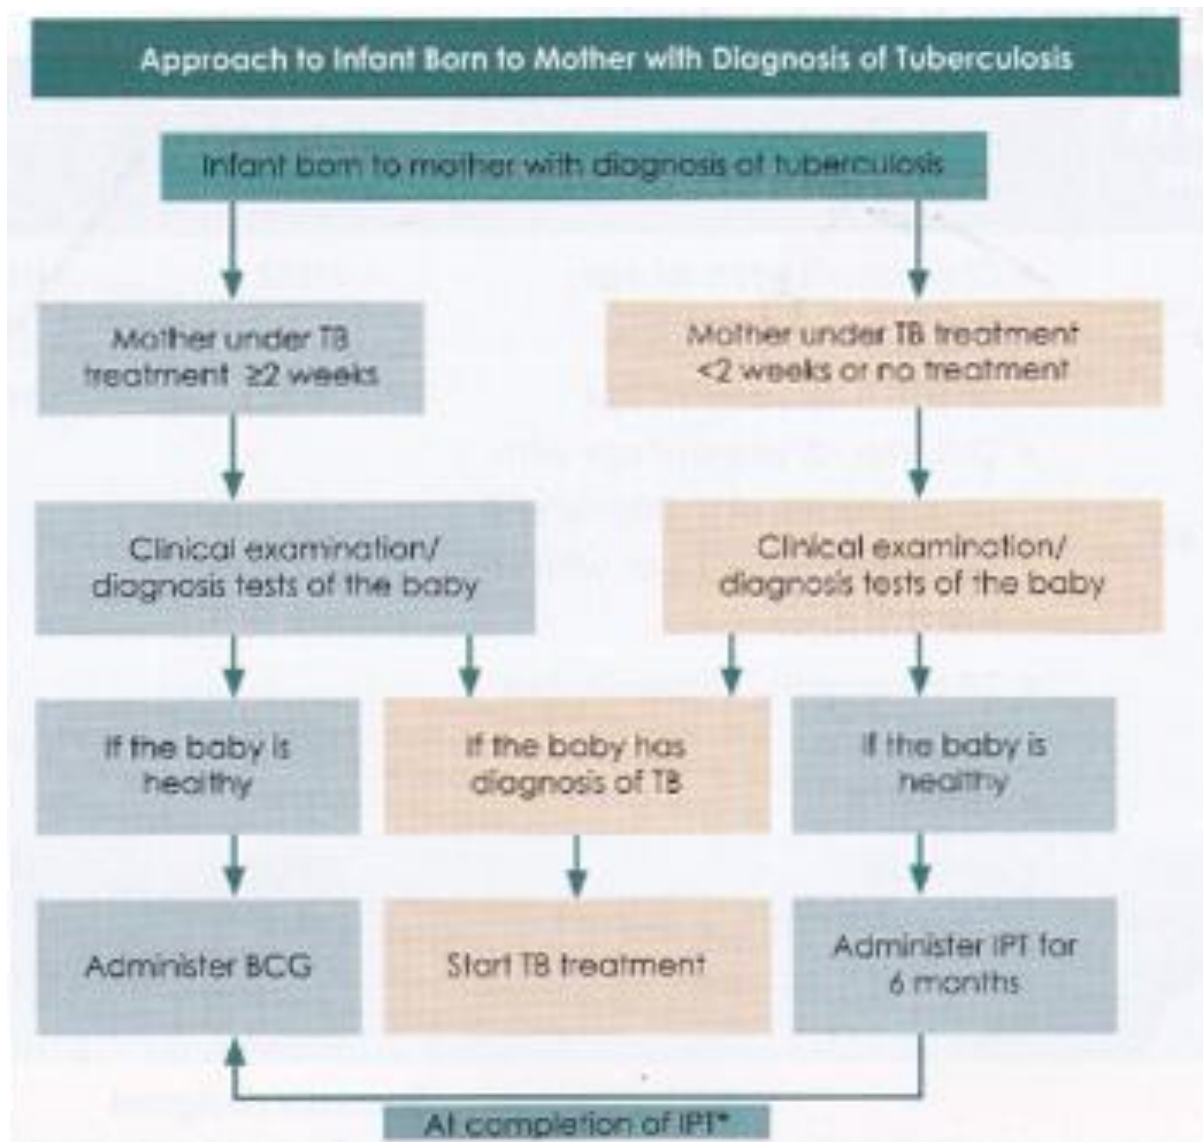 Approach to Infant Born to Mother with Diagnosis of Tuberculosis
Infant born to mother with diagnosis of tuberculosis
Mother under TB
treatment ≥2 weeks
Mother under TB treatment
<2 weeks or no treatment
Clinical examination/
diagnosis tests of the baby
Clinical examination/
diagnosis tests of the baby
If the baby is
healthy
If the baby has
diagnosis of TB
If the baby is
healthy
Administer BCG
Start TB treatment
Administer IPT for
6 months
At completion of IPT*